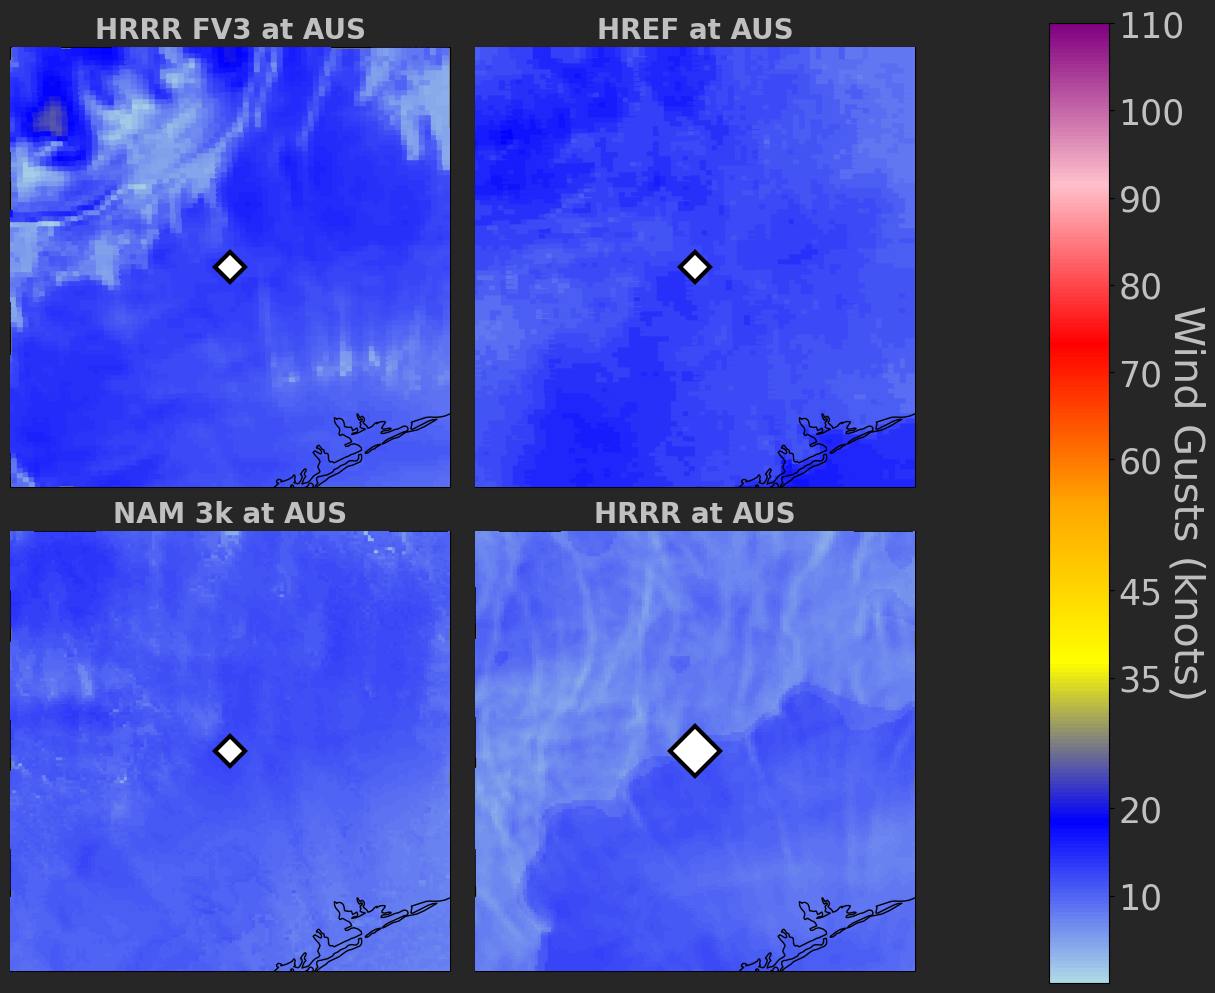 HRRR FV3 at AUS
HREF at AUS
NAM 3k at AUS
HRRR at AUS
110
100
90
80
70
60
45
35
20
10
Wind Gusts (knots)